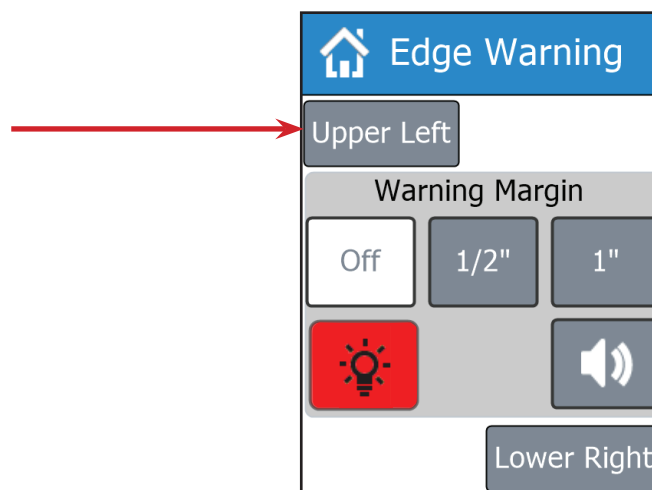 Edge Warning
Upper Left
Warning Margin
Off 1/2" 1"
Lower Right